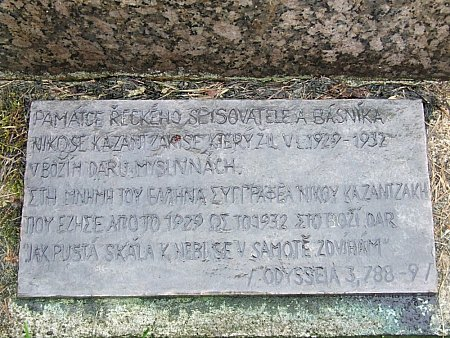 PAMÁTCE ŘECKÉHO SPISOVATELE A BÁSNÍKA
NIKOSE KAZANTZAKISE, KTERÝ ŽIL V L. 1929-1932
V BOŽÍM DARU, MYSLIVNÁCH.
ΣΤΗ ΜΝΗΜΗ ΤΟΥ ΕΛΛΗΝΑ ΣΥΓΓΡΑΦΕΑ ΝΙΚΟΥ ΚΑΖΑΝΤΖΑΚΗ
ΠΟΥ ΕΖΗΣΕ ΑΠΟ ΤΟ 1929 ΩΣ ΤΟ 1932 ΣΤΟ BOŽÍ DAR
"JAK PUSTÁ SKÁLA K NEBI SE V SAMOTĚ ZDVIHÁM"
/ ODYSSEIA 3,788-9 /